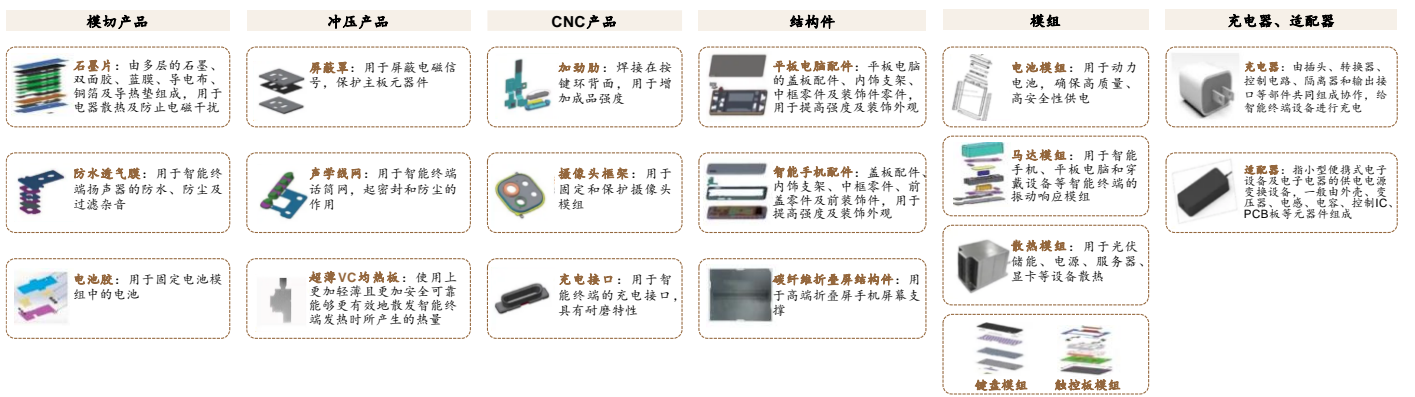 模切产品
石墨片：由多层的石墨、
双面胶、蓝膜、导电布、
铜箔及导热垫组成，用于
电器散热及防止电磁干扰
防水透气膜：用于智能终
端扬声器的防水、防尘及
过滤杂音
电池胶：用于固定电池模
组中的电池
冲压产品
屏蔽罩：用于屏蔽电磁信
号，保护主板元器件
声学线网：用于智能终端
话筒网，起密封和防尘的
作用
超薄VC均热板：使用上
更加轻薄且更加安全可靠
能够更有效地散发智能终
端发热时所产生的热量
CNC产品
加劲肋：焊接在按
键环背面，用于增
加成品强度
摄像头框架：用于
固定和保护摄像头
模组
充电接口：用于智
能终端的充电接口，
具有耐磨特性
结构件
平板电脑配件：平板电脑
的盖板配件、内饰支架、
中框零件及装饰件零件，
用于提高强度及装饰外观
智能手机配件：盖板配件、
内饰支架、中框零件、前
盖零件及前装饰件，用于
提高强度及装饰外观
碳纤维折叠屏结构件：用
于高端折叠屏手机屏幕支
撑
模组
电池模组：用于动力
电池，确保高质量、
高安全性供电
马达模组：用于智能
手机、平板电脑和穿
戴设备等智能终端的
振动响应模组
散热模组：用于光伏
储能、电源、服务器、
显卡等设备散热
键盘模组
触控板模组
充电器、适配器
充电器：由插头、转换器、
控制电路、隔离器和输出接
口等部件共同组成协作，给
智能终端设备进行充电
适配器：指小型便携式电子
设备及电子电器的供电电源
变换设备，一般由外壳、变
压器、电感、电容、控制IC、
PCB板等元器件组成